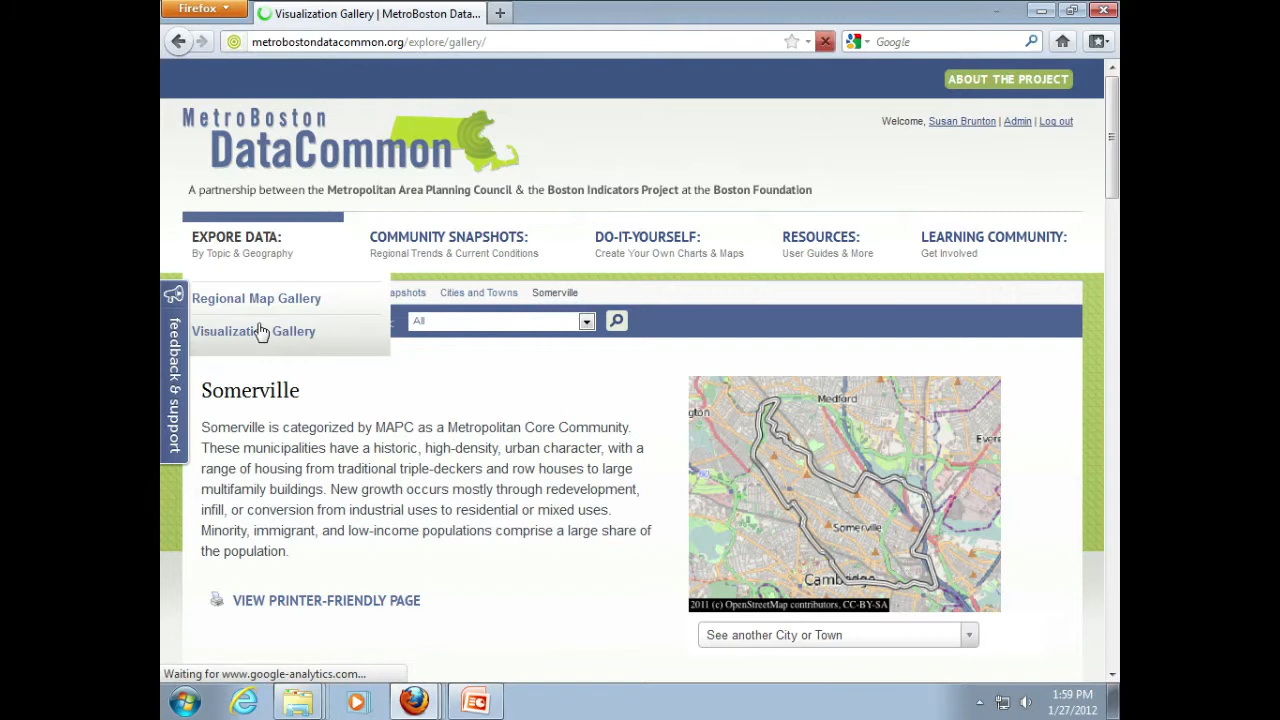 Firefox
Visualization Gallery | MetroBoston Data...
metrobostondatacommon.org/explore/gallery/
Google
ABOUT THE PROJECT
MetroBoston
DataCommon
Welcome, Susan Brunton | Admin | Log out
A partnership between the Metropolitan Area Planning Council & the Boston Indicators Project at the Boston Foundation
EXPORE DATA:
By Topic & Geography
COMMUNITY SNAPSHOTS:
Regional Trends & Current Conditions
DO-IT-YOURSELF:
Create Your Own Charts & Maps
RESOURCES:
User Guides & More
LEARNING COMMUNITY:
Get Involved
Regional Map Gallery
Visualization Gallery
apshots
Cities and Towns
Somerville
All
feedback & support
Somerville
Somerville is categorized by MAPC as a Metropolitan Core Community.
These municipalities have a historic, high-density, urban character, with a
range of housing from traditional triple-deckers and row houses to large
multifamily buildings. New growth occurs mostly through redevelopment,
infill, or conversion from industrial uses to residential or mixed uses.
Minority, immigrant, and low-income populations comprise a large share of
the population.
VIEW PRINTER-FRIENDLY PAGE
ngton
Medford
Evere
Somerville
Cambridge
2011 (c) OpenStreetMap contributors, CC-BY-SA
See another City or Town
Waiting for www.google-analytics.com...
1:59 PM
1/27/2012